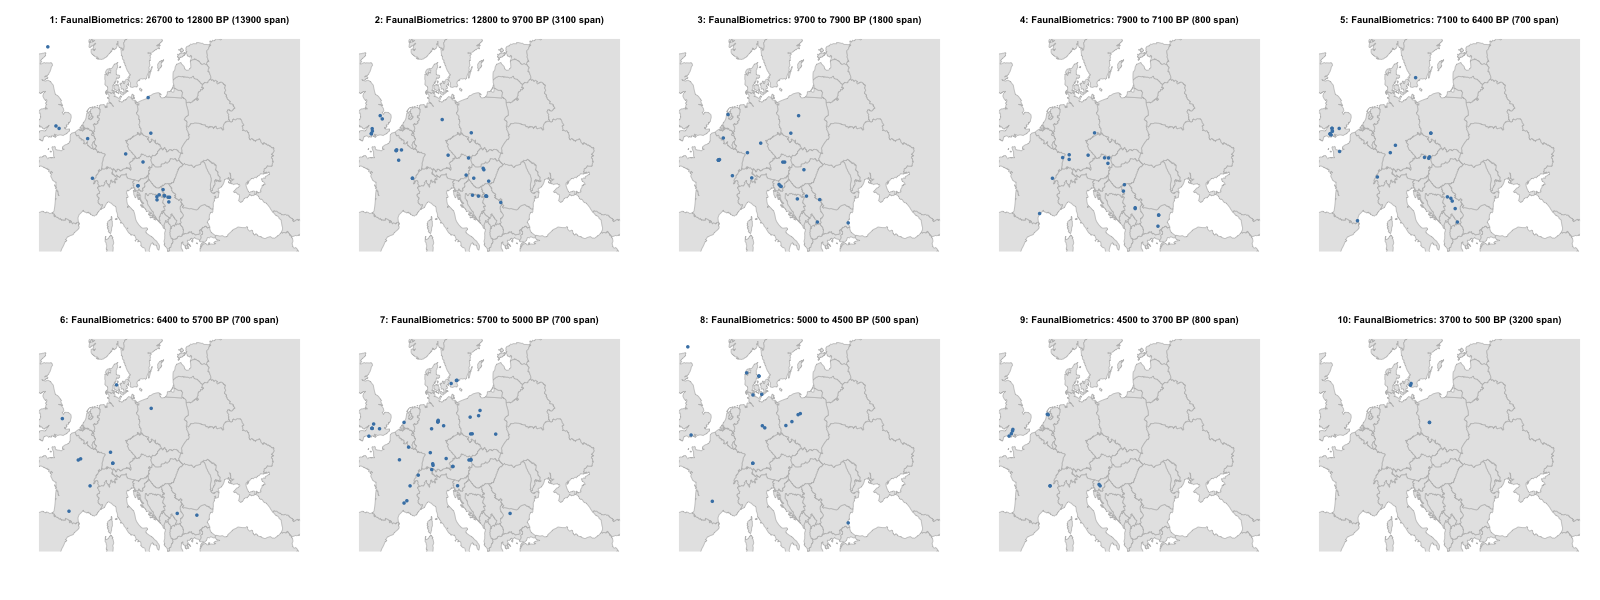 1: FaunalBiometrics: 26700 to 12800 BP (13900 span)
2: FaunalBiometrics: 12800 to 9700 BP (3100 span)
3: FaunalBiometrics: 9700 to 7900 BP (1800 span)
4: FaunalBiometrics: 7900 to 7100 BP (800 span)
5: FaunalBiometrics: 7100 to 6400 BP (700 span)
6: FaunalBiometrics: 6400 to 5700 BP (700 span)
7: FaunalBiometrics: 5700 to 5000 BP (700 span)
8: FaunalBiometrics: 5000 to 4500 BP (500 span)
9: FaunalBiometrics: 4500 to 3700 BP (800 span)
10: FaunalBiometrics: 3700 to 500 BP (3200 span)